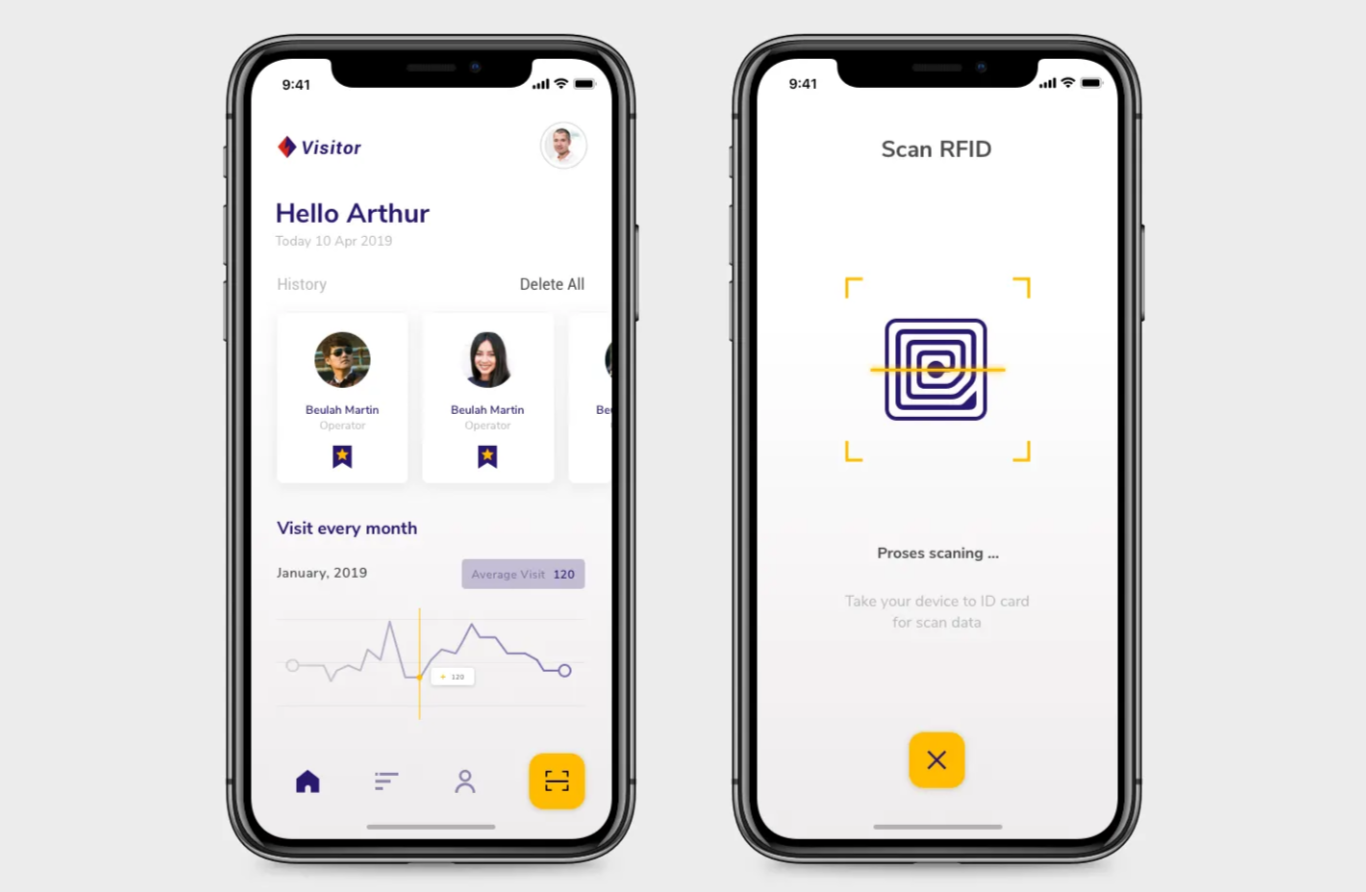 9:41
Visitor
Hello Arthur
Today 10 Apr 2019
History
Delete All
Beulah Martin
Operator
Beulah Martin
Operator
Visit every month
January, 2019
Average Visit 120
120
9:41
Scan RFID
Proses scaning ...
Take your device to ID card
for scan data